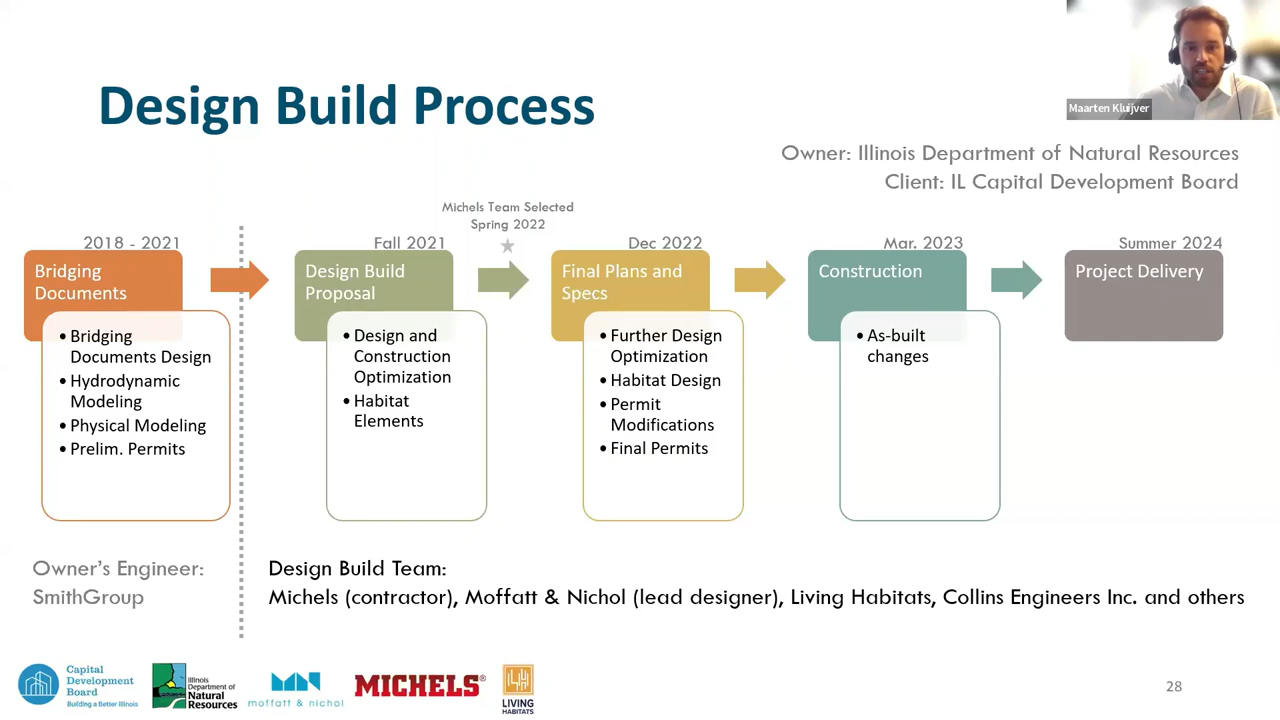 Design Build Process
Maarten Kluijver
Owner: Illinois Department of Natural Resources
Client: IL Capital Development Board
Michels Team Selected
Spring 2022
2018 - 2021
Bridging
Documents
• Bridging
Documents Design
• Hydrodynamic
Modeling
• Physical Modeling
• Prelim. Permits
Fall 2021
Design Build
Proposal
• Design and
Construction
Optimization
• Habitat
Elements
Dec 2022
Final Plans and
Specs
• Further Design
Optimization
• Habitat Design
• Permit
Modifications
• Final Permits
Mar. 2023
Construction
• As-built
changes
Summer 2024
Project Delivery
Owner's Engineer:
SmithGroup
Design Build Team:
Michels (contractor), Moffatt & Nichol (lead designer), Living Habitats, Collins Engineers Inc. and others
Capital
Development
Board
Building a Better Illinois
Illinois
Department of
Natural
Resources
moffatt & nichol
MICHELS®
LIVING
HABITATS
28